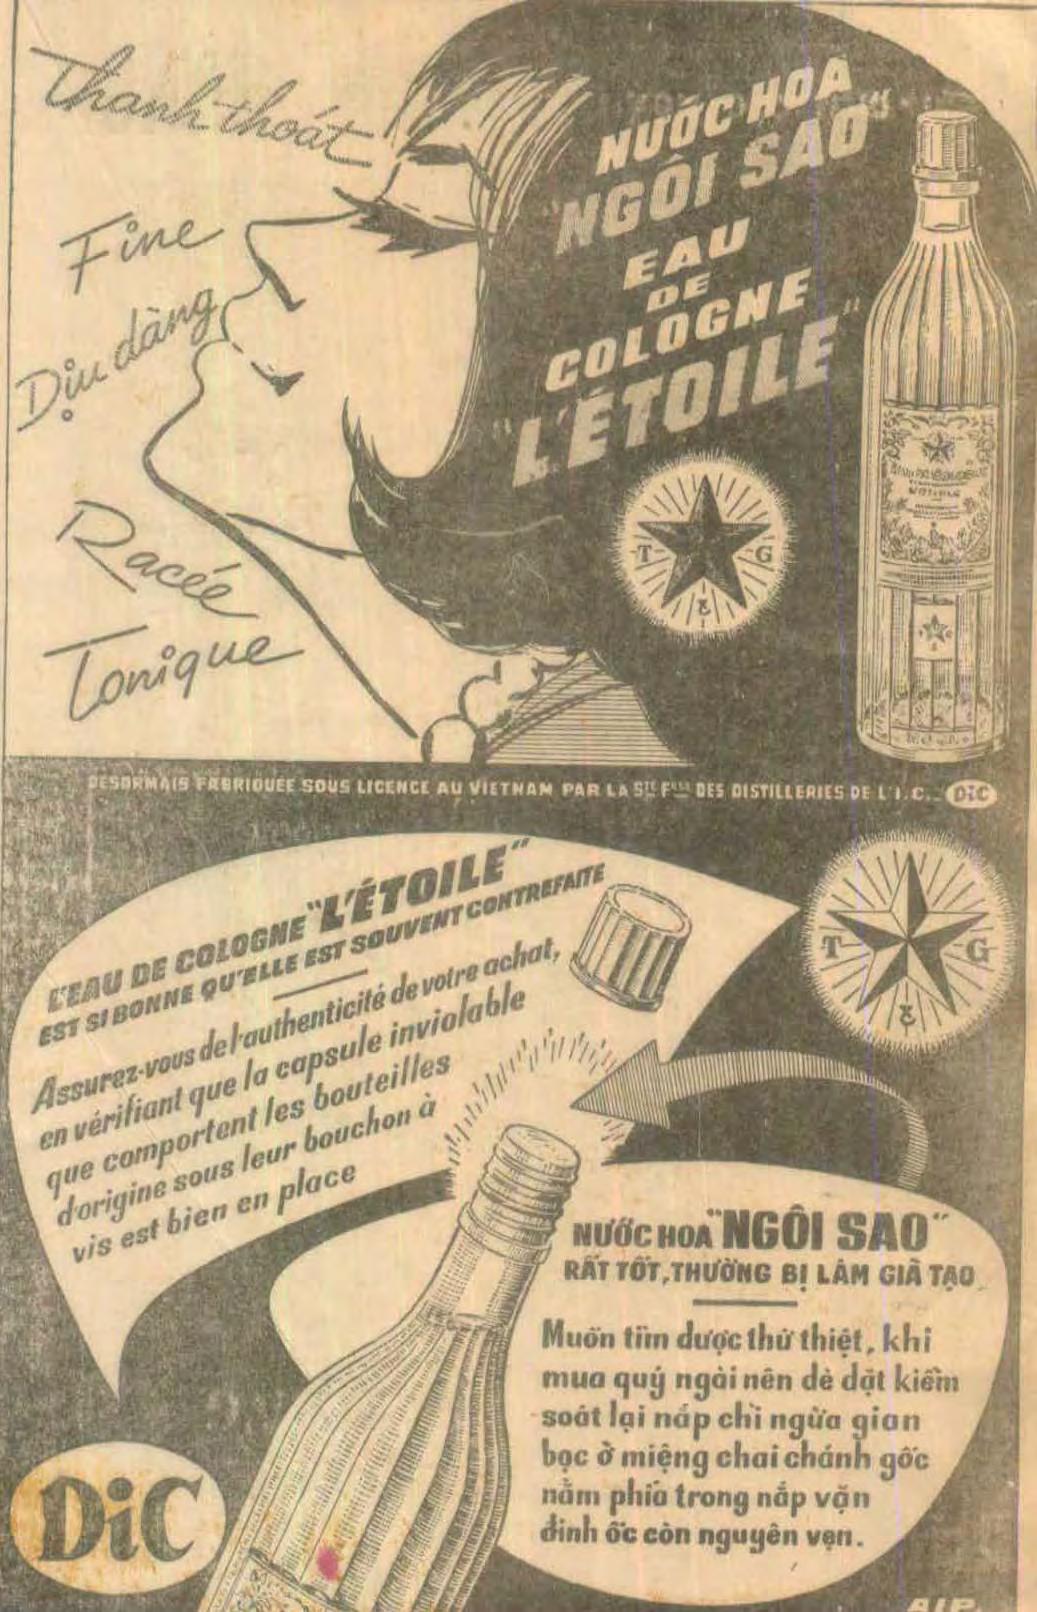 Thanh thoát
Fine
Dịu dàng
Racée
Tonique
NƯỚC HOA
"NGÔI SAO"
EAU
DE
COLOGNE
"L'ÉTOILE"
T G
&
DESORMAIS FABRIQUEE SOUS LICENCE AU VIETNAM PAR LA STE FSE DES DISTILLERIES DE L'I.C. DiC
L'EAU DE COLOGNE "L'ÉTOILE"
EST SI BONNE QU'ELLE EST SOUVENT CONTREFAITE
Assurez-vous de l'authenticité de votre achat,
en vérifiant que la capsule inviolable
que comportent les bouteilles
d'origine sous leur bouchon à
vis est bien en place
T G
&
NƯỚC HOA "NGÔI SAO"
RẤT TỐT, THƯỜNG BỊ LÀM GIẢ TẠO
Muốn tìm được thứ thiệt, khi
mua quý ngài nên dè dặt kiểm
soát lại nắp chì ngừa gian
bọc ở miệng chai chánh gốc
nằm phía trong nắp vặn
đinh ốc còn nguyên vẹn.
DiC
A.I.P.